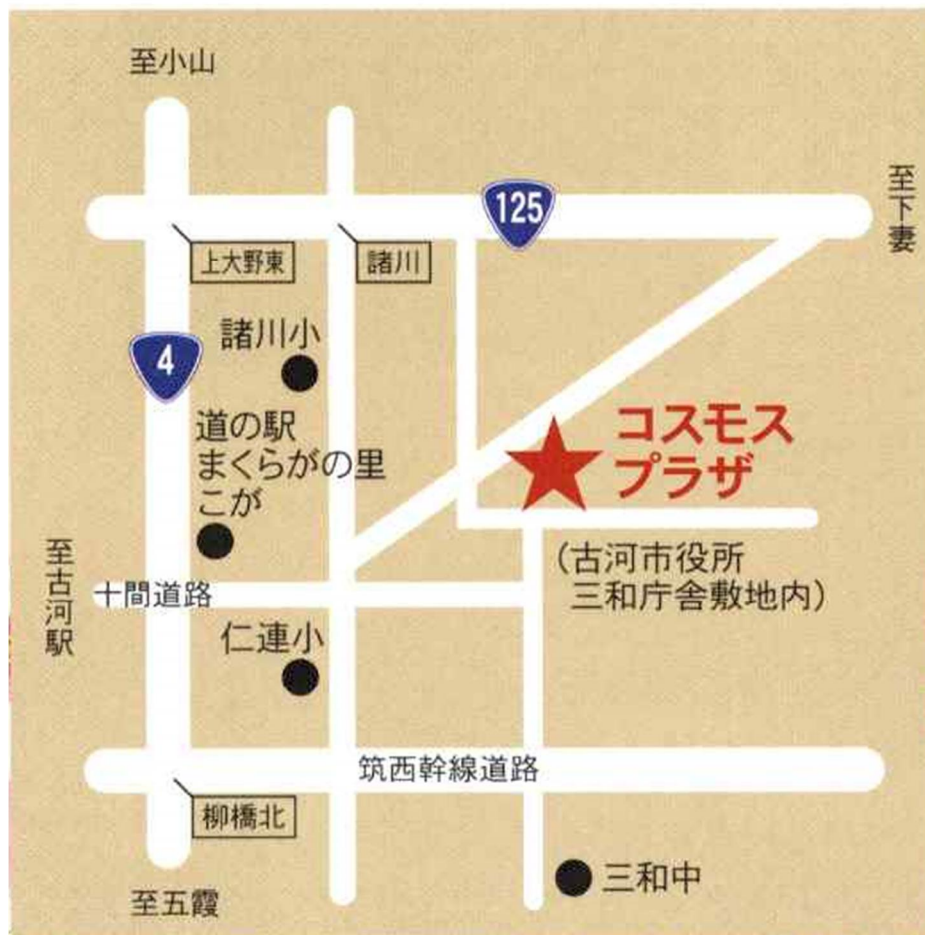 至小山
125
至下妻
上大野東
諸川
諸川小
4
道の駅
まくらがの里
こが
コスモス
プラザ
(古河市役所
三和庁舎敷地内)
至古河駅
十間道路
仁連小
筑西幹線道路
柳橋北
三和中
至五霞